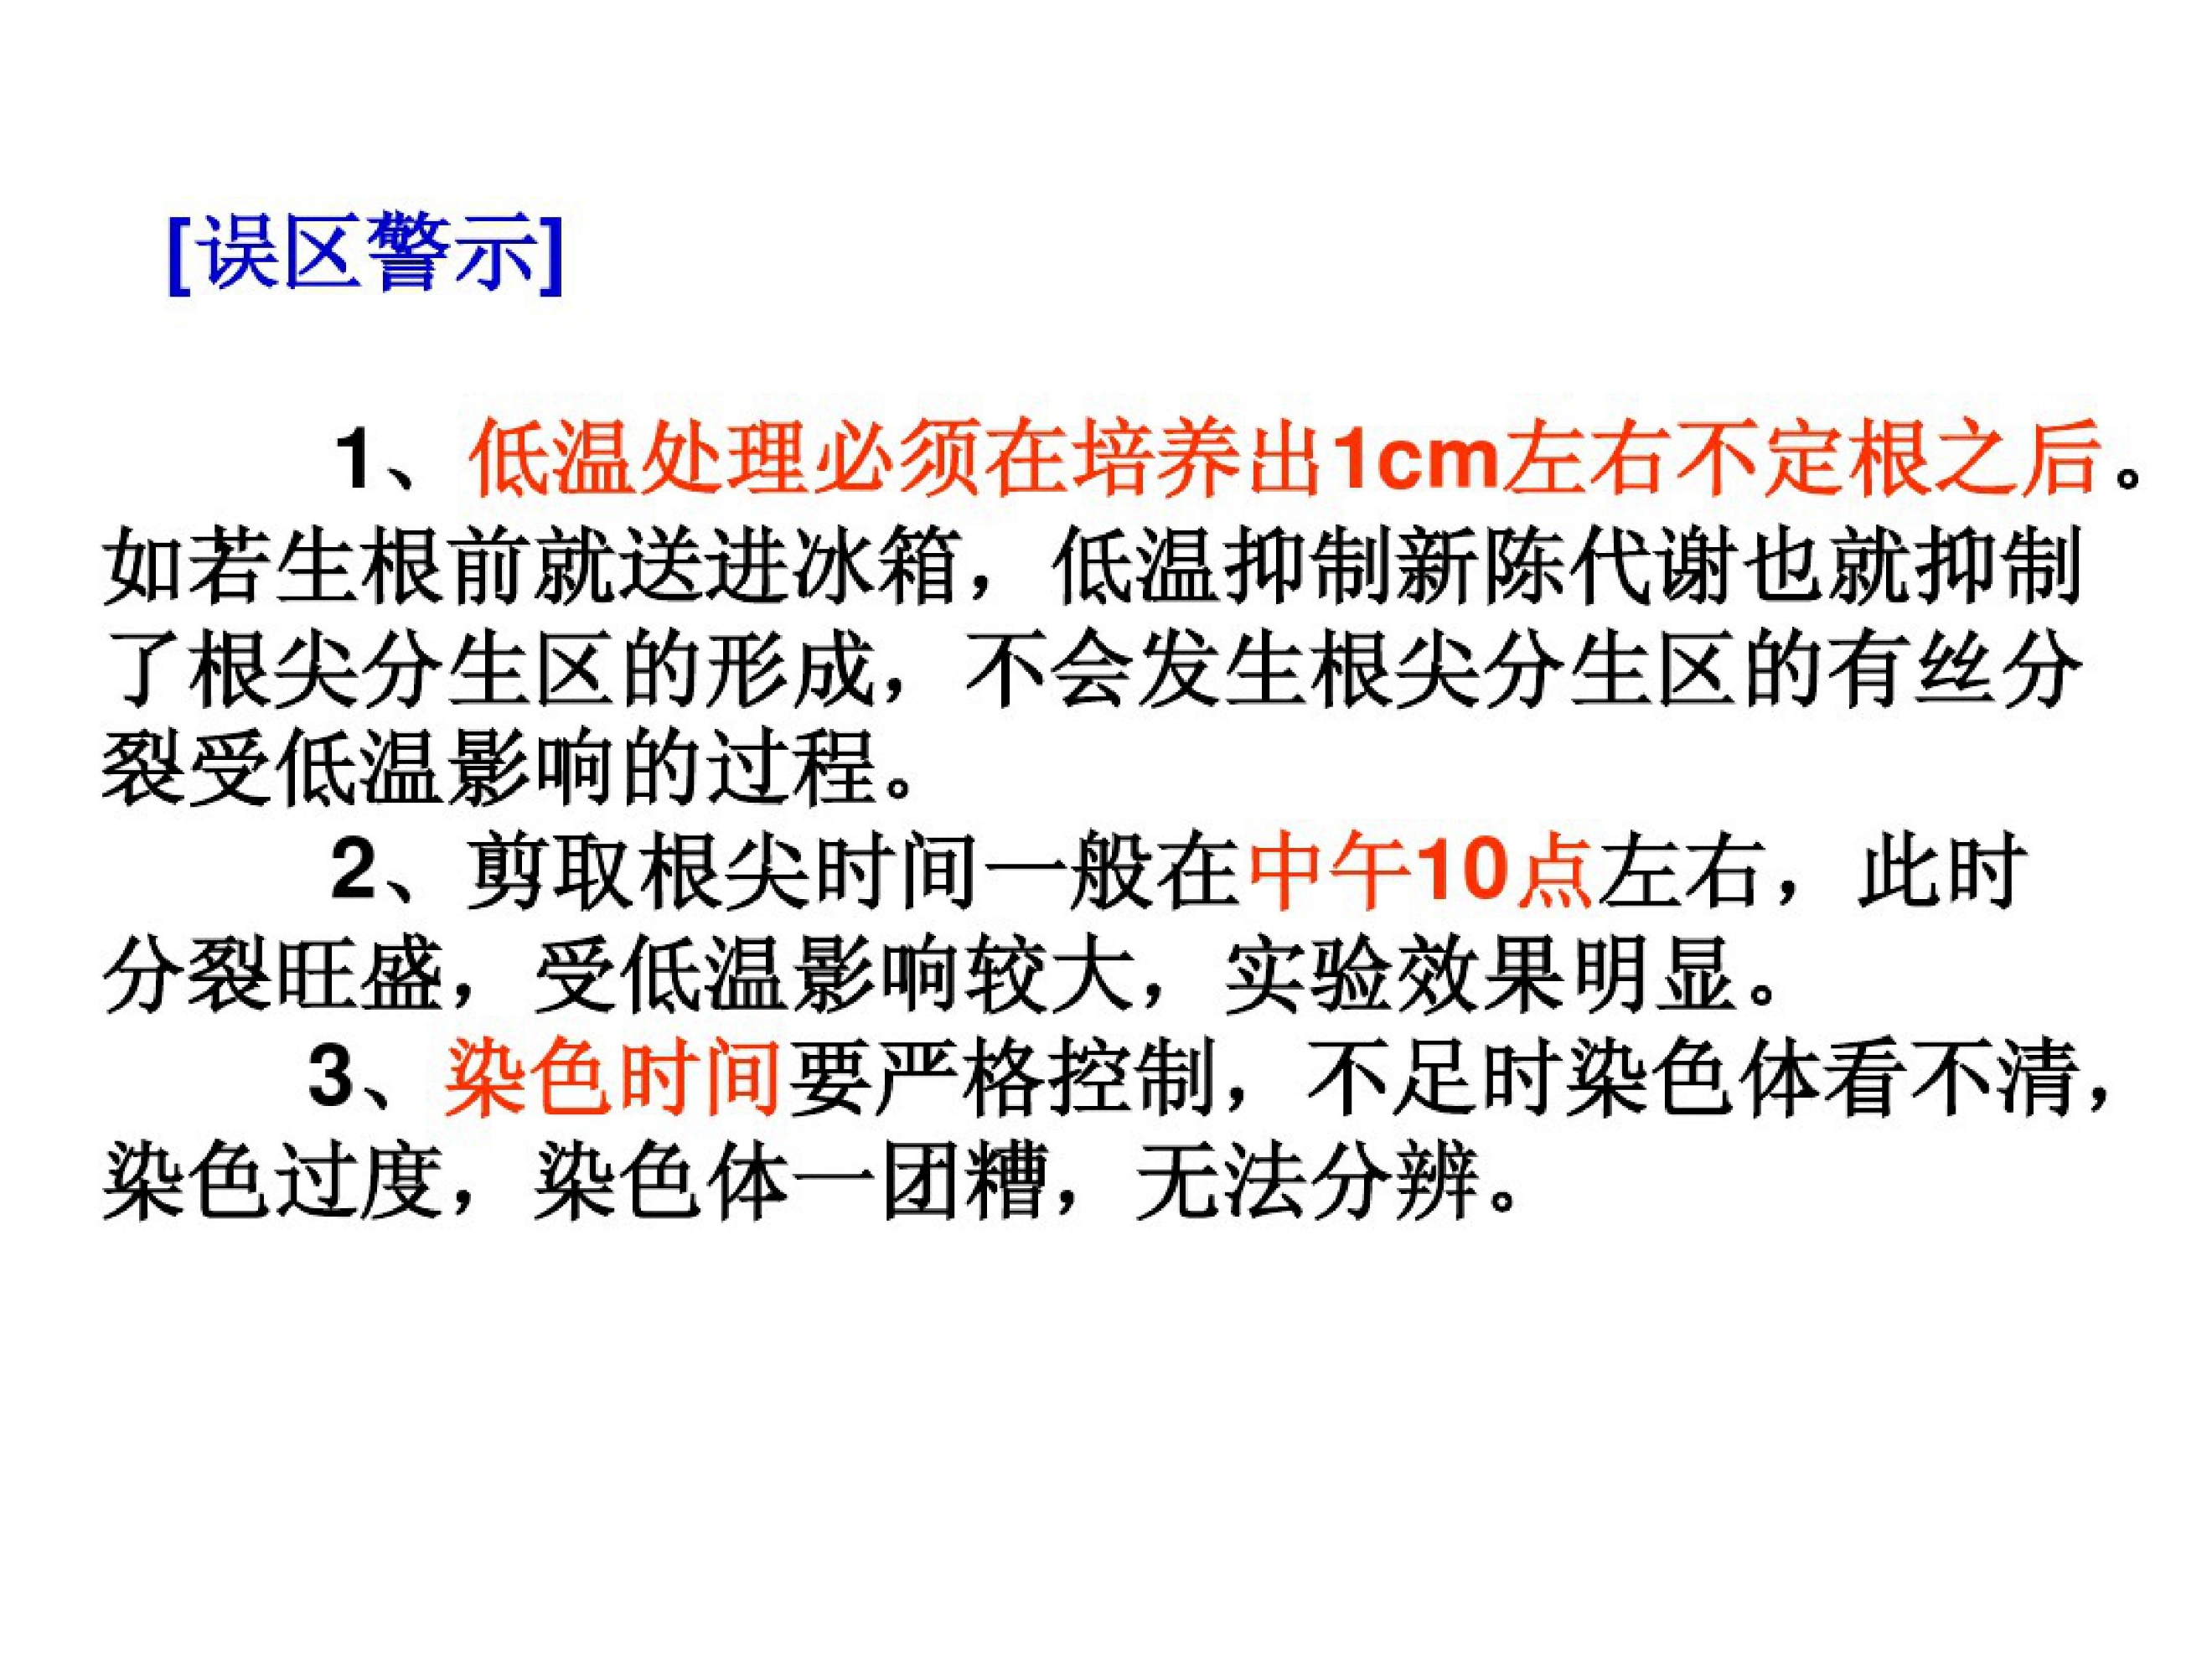 [误区警示]
1、低温处理必须在培养出1cm左右不定根之后。
如若生根前就送进冰箱，低温抑制新陈代谢也就抑制
了根尖分生区的形成，不会发生根尖分生区的有丝分
裂受低温影响的过程。
2、剪取根尖时间一般在中午10点左右，此时
分裂旺盛，受低温影响较大，实验效果明显。
3、染色时间要严格控制，不足时染色体看不清，
染色过度，染色体一团糟，无法分辨。